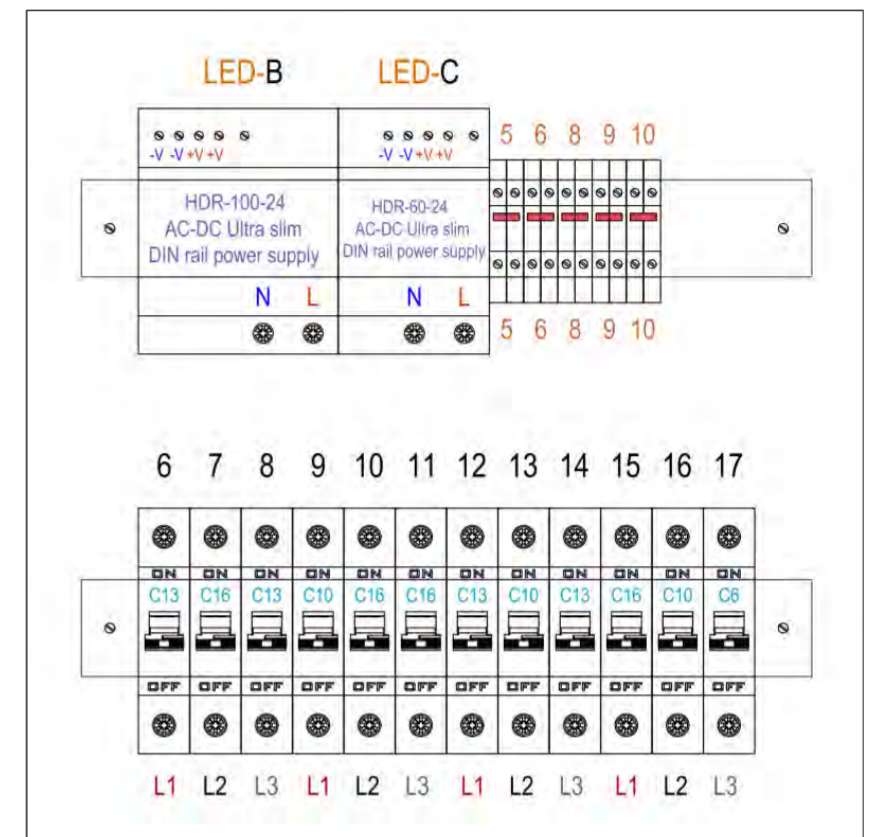 LED-B LED-C
5 6 8 9 10
-V -V +V +V -V -V +V +V
HDR-100-24
AC-DC Ultra slim
DIN rail power supply
HDR-60-24
AC-DC Ultra slim
DIN rail power supply
N L N L
5 6 8 9 10
6 7 8 9 10 11 12 13 14 15 16 17
ON ON ON ON ON ON ON ON ON ON ON ON
C13 C16 C13 C10 C16 C16 C13 C10 C13 C16 C10 C6
OFF OFF OFF OFF OFF OFF OFF OFF OFF OFF OFF OFF
L1 L2 L3 L1 L2 L3 L1 L2 L3 L1 L2 L3